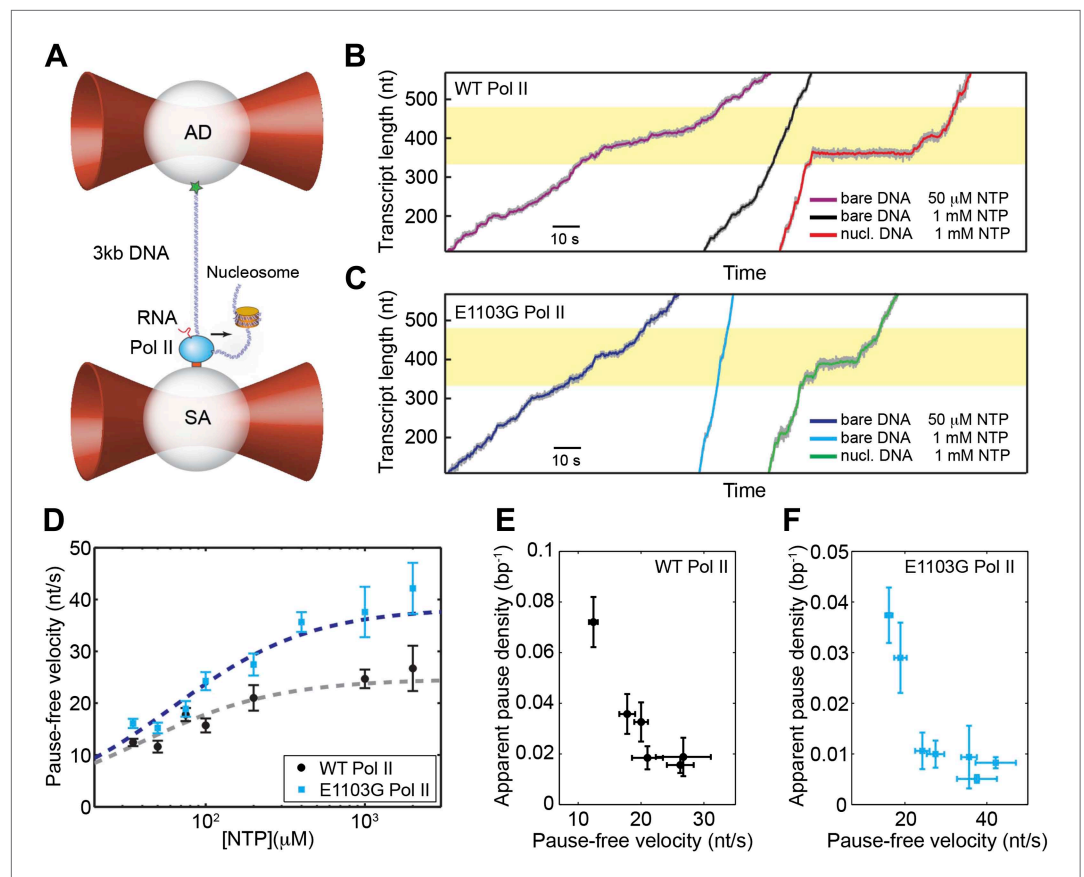 A
AD
3kb DNA
Nucleosome
RNA
Pol II
SA
B
WT Pol II
Transcript length (nt)
500
400
300
200
10 s
bare DNA 50 μM NTP
bare DNA 1 mM NTP
nucl. DNA 1 mM NTP
Time
C
E1103G Pol II
Transcript length (nt)
500
400
300
200
10 s
bare DNA 50 μM NTP
bare DNA 1 mM NTP
nucl. DNA 1 mM NTP
Time
D
Pause-free velocity (nt/s)
50
40
30
20
10
0
10²
10³
[NTP](μM)
WT Pol II
E1103G Pol II
E
WT Pol II
Apparent pause density (bp⁻¹)
0.1
0.08
0.06
0.04
0.02
0
10
20
30
Pause-free velocity (nt/s)
F
E1103G Pol II
Apparent pause density (bp⁻¹)
0.05
0.04
0.03
0.02
0.010
0
20
40
Pause-free velocity (nt/s)